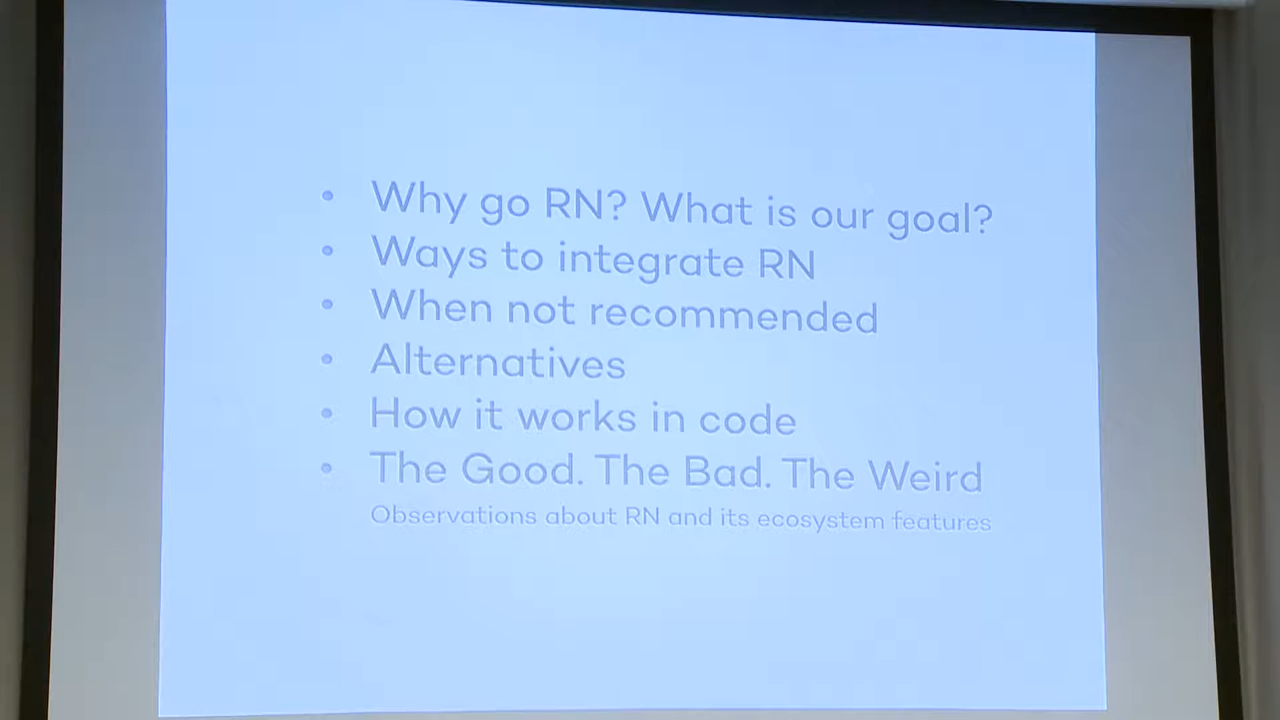 • Why go RN? What is our goal?
• Ways to integrate RN
• When not recommended
• Alternatives
• How it works in code
• The Good. The Bad. The Weird
Observations about RN and its ecosystem features